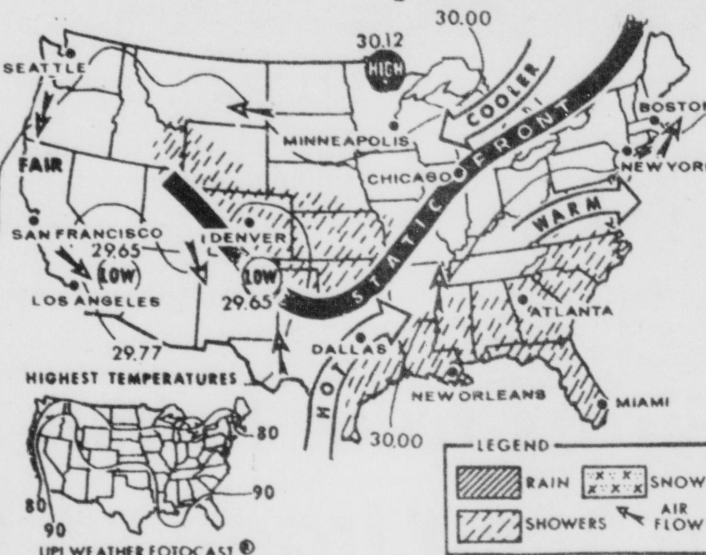 30.00
30.12
HIGH
SEATTLE
COOLER
BOSTON
MINNEAPOLIS
FAIR
CHICAGO
NEW YORK
STATIC FRONT
WARM
SAN FRANCISCO
DENVER
29.65
LOW
LOW
29.65
LOS ANGELES
ATLANTA
29.77
DALLAS
HIGHEST TEMPERATURES
HOT
NEW ORLEANS
MIAMI
30.00
80
90
80
90
LEGEND
RAIN
SNOW
SHOWERS
AIR
FLOW
UPI WEATHER FOTOCAST ®